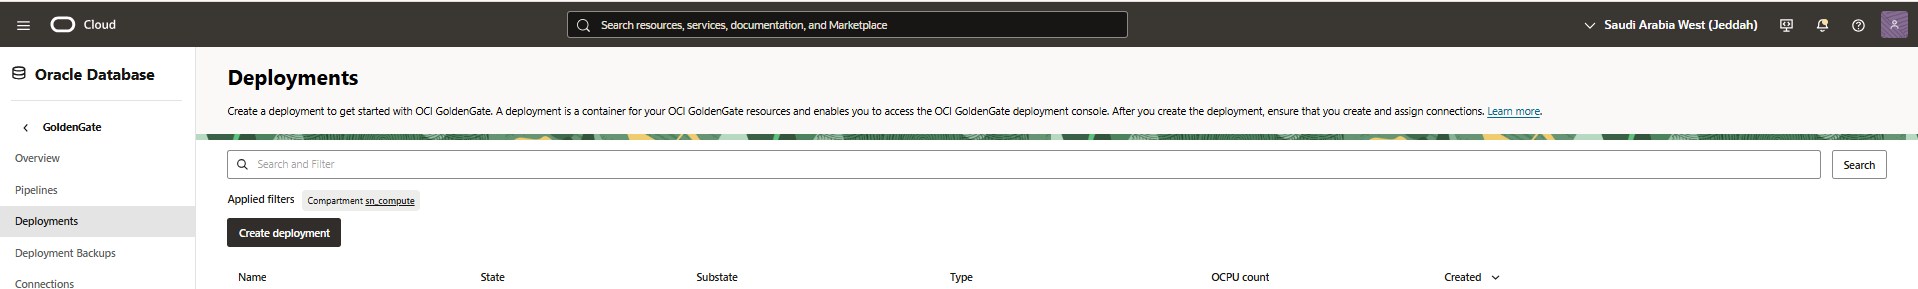 Cloud
Search resources, services, documentation, and Marketplace
Saudi Arabia West (Jeddah)
Oracle Database
GoldenGate
Overview
Pipelines
Deployments
Deployment Backups
Connections
Deployments
Create a deployment to get started with OCI GoldenGate. A deployment is a container for your OCI GoldenGate resources and enables you to access the OCI GoldenGate deployment console. After you create the deployment, ensure that you create and assign connections. Learn more.
Search and Filter
Search
Applied filters
Compartment sn_compute
Create deployment
Name State Substate Type OCPU count Created